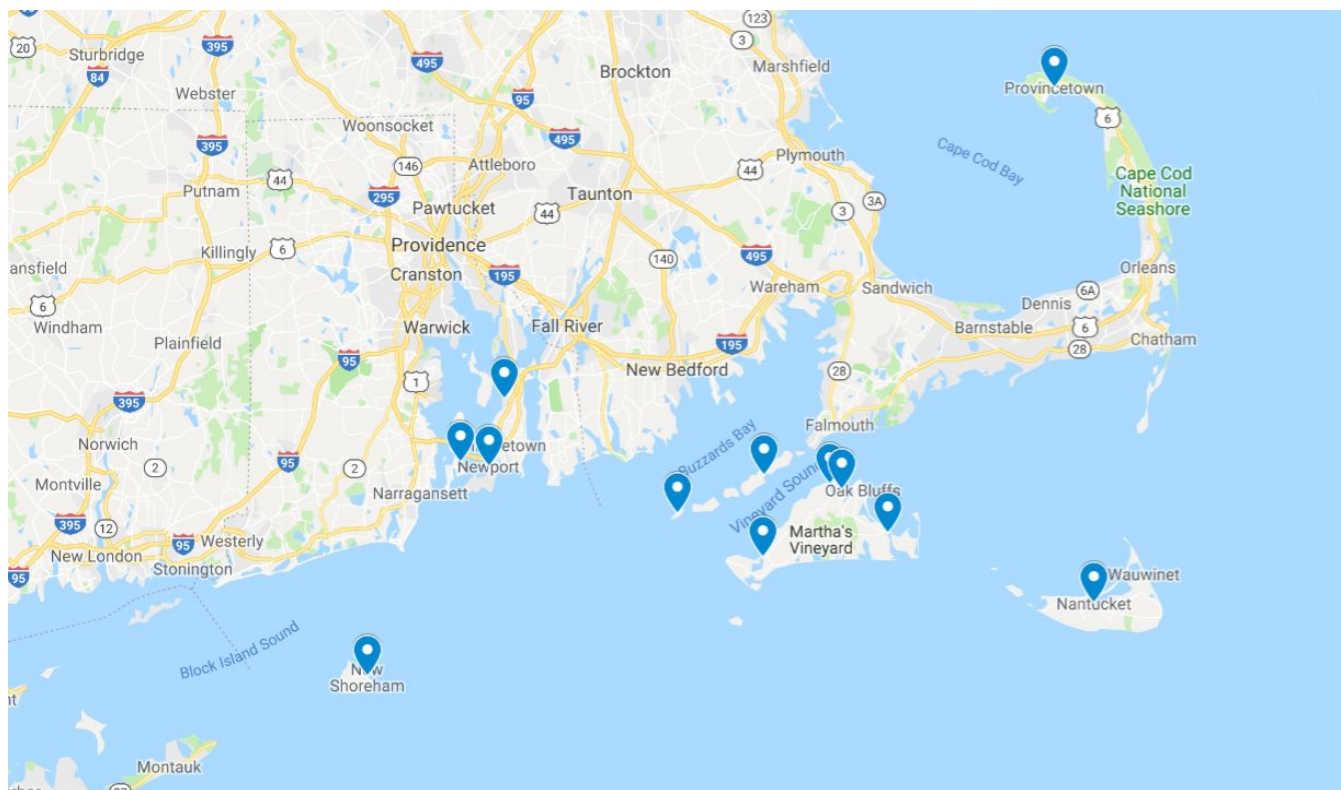 20
Sturbridge
395
84
Webster
495
95
Brockton
123
3
Marshfield
Provincetown
6
Woonsocket
146
Attleboro
495
395
Putnam
44
295
Pawtucket
44
Taunton
44
Plymouth
3
3A
Cape Cod Bay
Cape Cod
National
Seashore
ansfield
Killingly
6
Providence
Cranston
195
140
495
Wareham
Sandwich
Orleans
6
Windham
Plainfield
95
Warwick
Fall River
195
New Bedford
28
Dennis
6A
Barnstable
6
28
Chatham
395
1
Norwich
2
95
2
Newport
Narragansett
Falmouth
Buzzards Bay
Vineyard Sound
Oak Bluffs
Martha's
Vineyard
Montville
395
12
New London
95
Westerly
Stonington
95
Wauwinet
Nantucket
Block Island Sound
New
Shoreham
Montauk